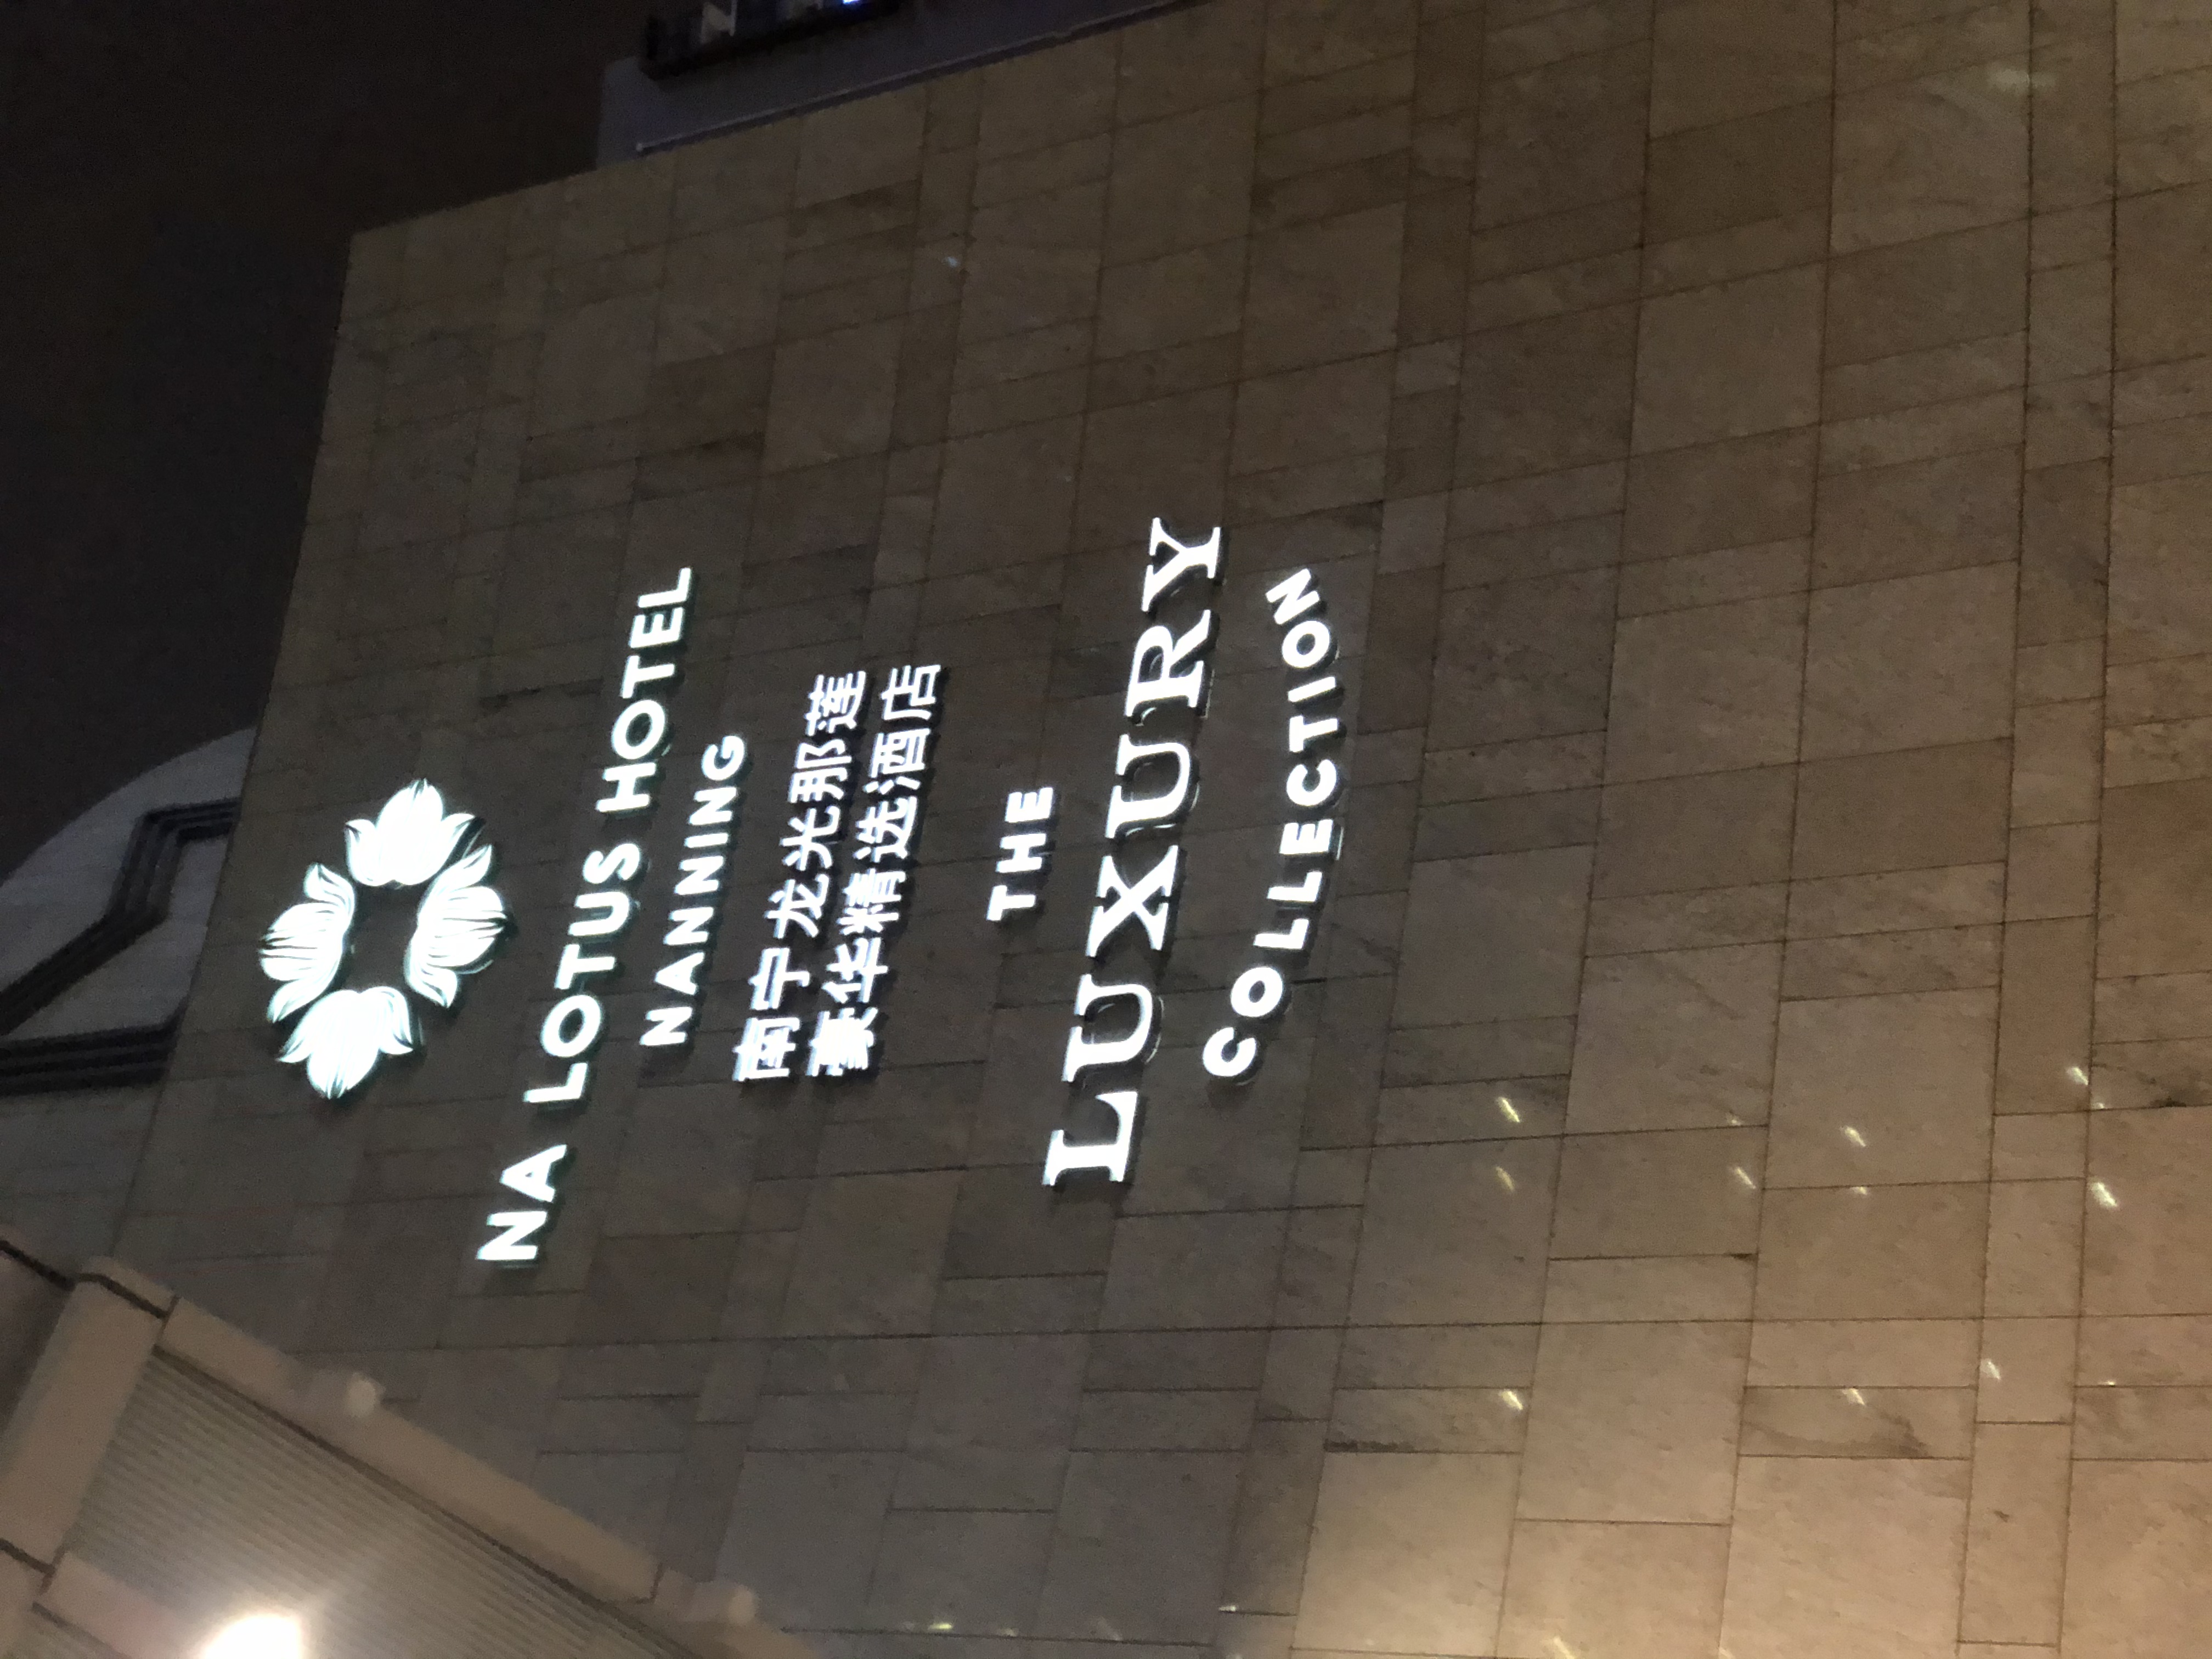 NA LOTUS HOTEL
NANNING
南宁龙光那莲
豪华精选酒店
THE
LUXURY
COLLECTION